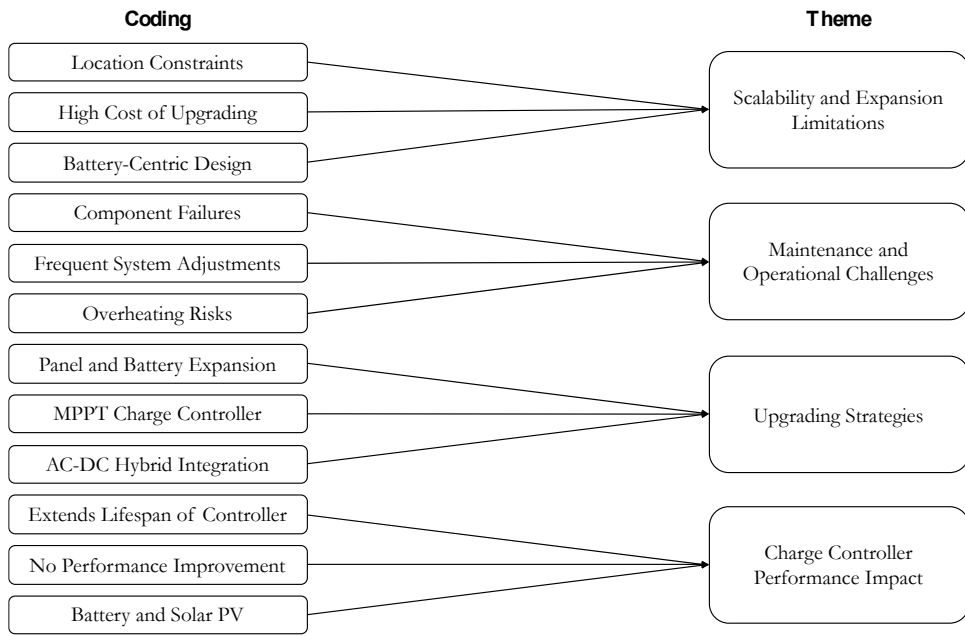 Coding
Theme
Location Constraints
High Cost of Upgrading
Battery-Centric Design
Scalability and Expansion
Limitations
Component Failures
Frequent System Adjustments
Overheating Risks
Maintenance and
Operational Challenges
Panel and Battery Expansion
MPPT Charge Controller
AC-DC Hybrid Integration
Upgrading Strategies
Extends Lifespan of Controller
No Performance Improvement
Battery and Solar PV
Charge Controller
Performance Impact